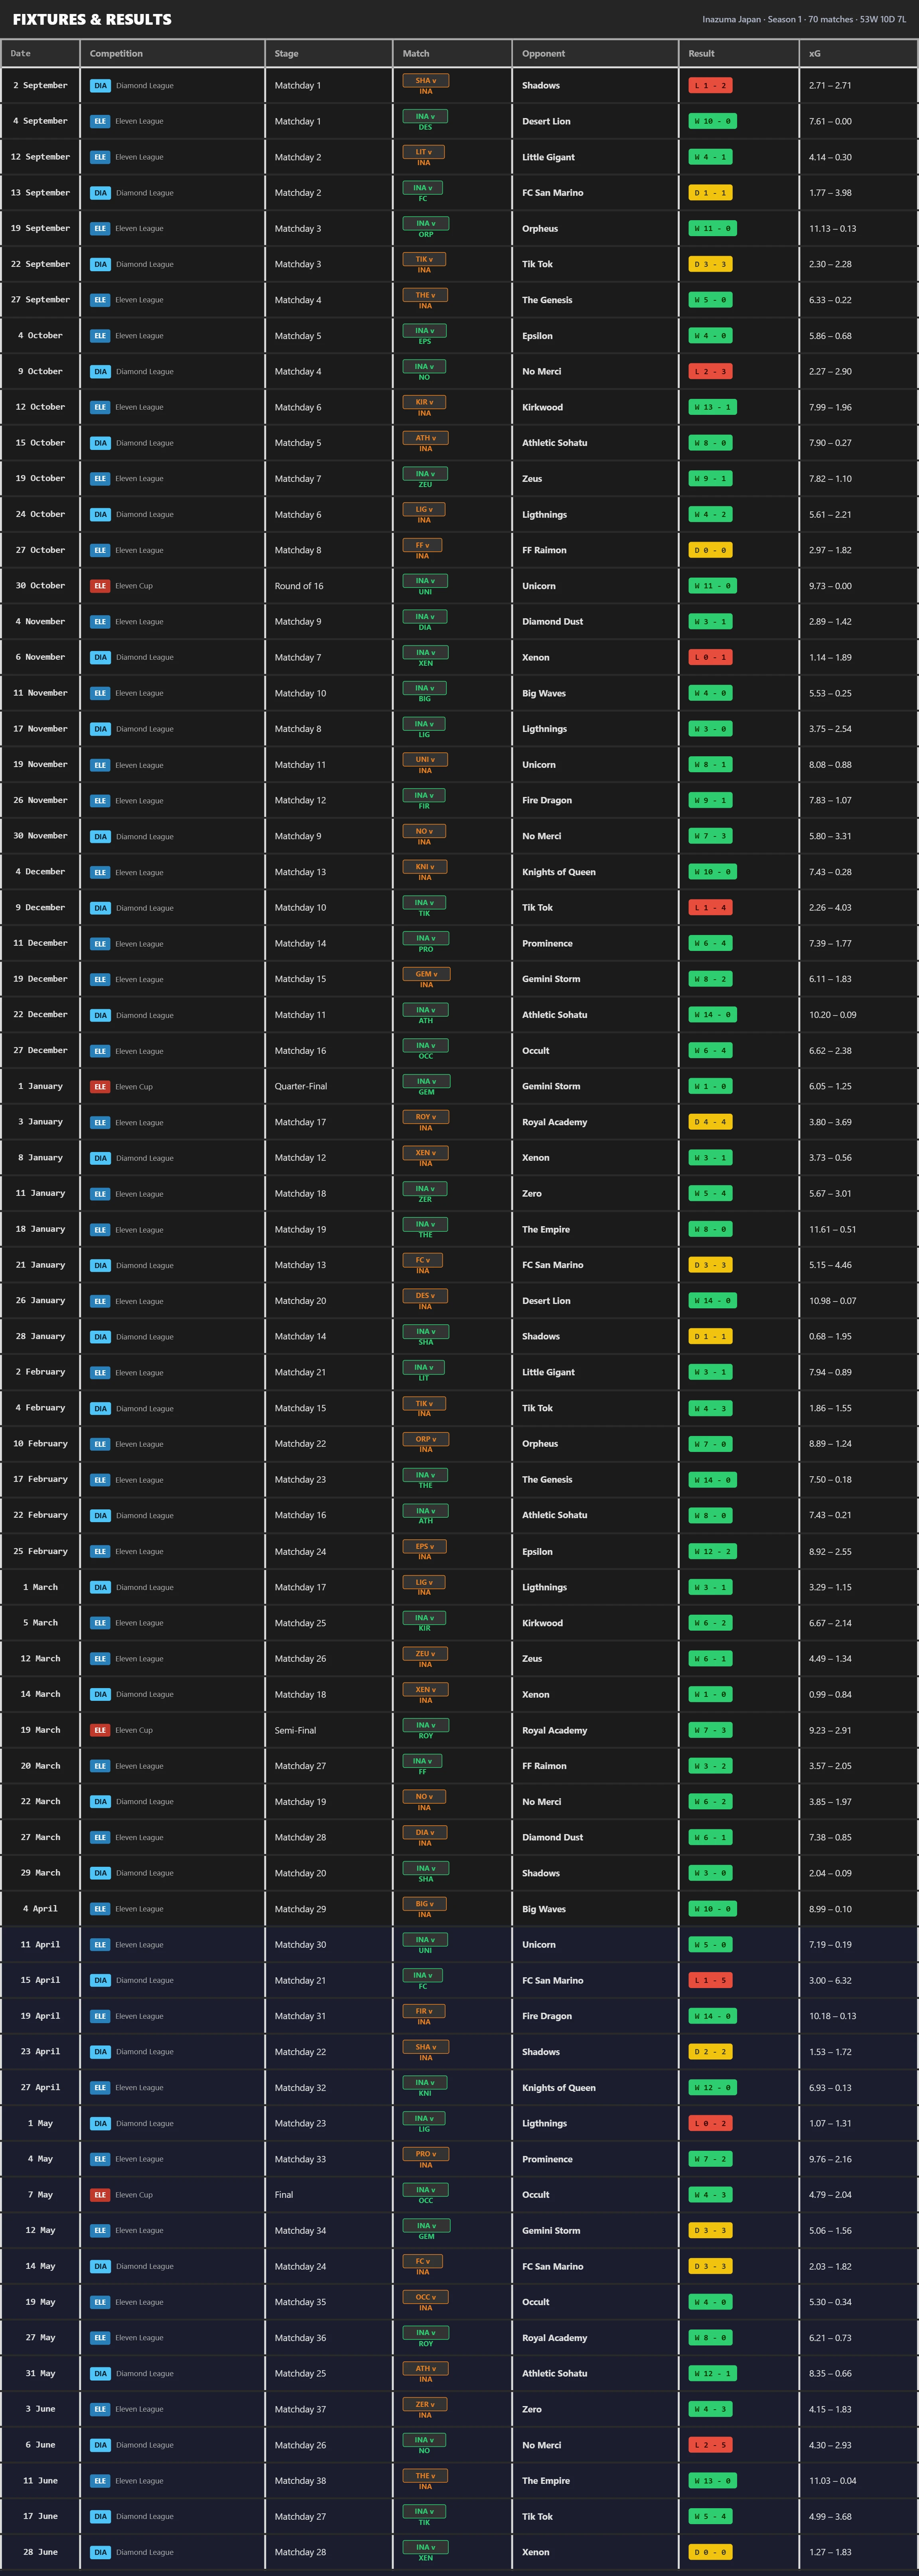 FIXTURES & RESULTS
Inazuma Japan · Season 1 · 70 matches · 53W 10D 7L
Date Competition Stage Match Opponent Result xG
2 September DIA Diamond League Matchday 1 SHA v INA Shadows L 1 - 2 2.71 – 2.71
4 September ELE Eleven League Matchday 1 INA v DES Desert Lion W 10 - 0 7.61 – 0.00
12 September ELE Eleven League Matchday 2 LIT v INA Little Gigant W 4 - 1 4.14 – 0.30
13 September DIA Diamond League Matchday 2 INA v FC FC San Marino D 1 - 1 1.77 – 3.98
19 September ELE Eleven League Matchday 3 INA v ORP Orpheus W 11 - 0 11.13 – 0.13
22 September DIA Diamond League Matchday 3 TIK v INA Tik Tok D 3 - 3 2.30 – 2.28
27 September ELE Eleven League Matchday 4 THE v INA The Genesis W 5 - 0 6.33 – 0.22
4 October ELE Eleven League Matchday 5 INA v EPS Epsilon W 4 - 0 5.86 – 0.68
9 October DIA Diamond League Matchday 4 INA v NO No Merci L 2 - 3 2.27 – 2.90
12 October ELE Eleven League Matchday 6 KIR v INA Kirkwood W 13 - 1 7.99 – 1.96
15 October DIA Diamond League Matchday 5 ATH v INA Athletic Sohatu W 8 - 0 7.90 – 0.27
19 October ELE Eleven League Matchday 7 INA v ZEU Zeus W 9 - 1 7.82 – 1.10
24 October DIA Diamond League Matchday 6 LIG v INA Ligthnings W 4 - 2 5.61 – 2.21
27 October ELE Eleven League Matchday 8 FF v INA FF Raimon D 0 - 0 2.97 – 1.82
30 October ELE Eleven Cup Round of 16 INA v UNI Unicorn W 11 - 0 9.73 – 0.00
4 November ELE Eleven League Matchday 9 INA v DIA Diamond Dust W 3 - 1 2.89 – 1.42
6 November DIA Diamond League Matchday 7 INA v XEN Xenon L 0 - 1 1.14 – 1.89
11 November ELE Eleven League Matchday 10 INA v BIG Big Waves W 4 - 0 5.53 – 0.25
17 November DIA Diamond League Matchday 8 INA v LIG Ligthnings W 3 - 0 3.75 – 2.54
19 November ELE Eleven League Matchday 11 UNI v INA Unicorn W 8 - 1 8.08 – 0.88
26 November ELE Eleven League Matchday 12 INA v FIR Fire Dragon W 9 - 1 7.83 – 1.07
30 November DIA Diamond League Matchday 9 NO v INA No Merci W 7 - 3 5.80 – 3.31
4 December ELE Eleven League Matchday 13 KNI v INA Knights of Queen W 10 - 0 7.43 – 0.28
9 December DIA Diamond League Matchday 10 INA v TIK Tik Tok L 1 - 4 2.26 – 4.03
11 December ELE Eleven League Matchday 14 INA v PRO Prominence W 6 - 4 7.39 – 1.77
19 December ELE Eleven League Matchday 15 GEM v INA Gemini Storm W 8 - 2 6.11 – 1.83
22 December DIA Diamond League Matchday 11 INA v ATH Athletic Sohatu W 14 - 0 10.20 – 0.09
27 December ELE Eleven League Matchday 16 INA v OCC Occult W 6 - 4 6.62 – 2.38
1 January ELE Eleven Cup Quarter-Final INA v GEM Gemini Storm W 1 - 0 6.05 – 1.25
3 January ELE Eleven League Matchday 17 ROY v INA Royal Academy D 4 - 4 3.80 – 3.69
8 January DIA Diamond League Matchday 12 XEN v INA Xenon W 3 - 1 3.73 – 0.56
11 January ELE Eleven League Matchday 18 INA v ZER Zero W 5 - 4 5.67 – 3.01
18 January ELE Eleven League Matchday 19 INA v THE The Empire W 8 - 0 11.61 – 0.51
21 January DIA Diamond League Matchday 13 FC v INA FC San Marino D 3 - 3 5.15 – 4.46
26 January ELE Eleven League Matchday 20 DES v INA Desert Lion W 14 - 0 10.98 – 0.07
28 January DIA Diamond League Matchday 14 INA v SHA Shadows D 1 - 1 0.68 – 1.95
2 February ELE Eleven League Matchday 21 INA v LIT Little Gigant W 3 - 1 7.94 – 0.89
4 February DIA Diamond League Matchday 15 TIK v INA Tik Tok W 4 - 3 1.86 – 1.55
10 February ELE Eleven League Matchday 22 ORP v INA Orpheus W 7 - 0 8.89 – 1.24
17 February ELE Eleven League Matchday 23 INA v THE The Genesis W 14 - 0 7.50 – 0.18
22 February DIA Diamond League Matchday 16 INA v ATH Athletic Sohatu W 8 - 0 7.43 – 0.21
25 February ELE Eleven League Matchday 24 EPS v INA Epsilon W 12 - 2 8.92 – 2.55
1 March DIA Diamond League Matchday 17 LIG v INA Ligthnings W 3 - 1 3.29 – 1.15
5 March ELE Eleven League Matchday 25 INA v KIR Kirkwood W 6 - 2 6.67 – 2.14
12 March ELE Eleven League Matchday 26 ZEU v INA Zeus W 6 - 1 4.49 – 1.34
14 March DIA Diamond League Matchday 18 XEN v INA Xenon W 1 - 0 0.99 – 0.84
19 March ELE Eleven Cup Semi-Final INA v ROY Royal Academy W 7 - 3 9.23 – 2.91
20 March ELE Eleven League Matchday 27 INA v FF FF Raimon W 3 - 2 3.57 – 2.05
22 March DIA Diamond League Matchday 19 NO v INA No Merci W 6 - 2 3.85 – 1.97
27 March ELE Eleven League Matchday 28 DIA v INA Diamond Dust W 6 - 1 7.38 – 0.85
29 March DIA Diamond League Matchday 20 INA v SHA Shadows W 3 - 0 2.04 – 0.09
4 April ELE Eleven League Matchday 29 BIG v INA Big Waves W 10 - 0 8.99 – 0.10
11 April ELE Eleven League Matchday 30 INA v UNI Unicorn W 5 - 0 7.19 – 0.19
15 April DIA Diamond League Matchday 21 INA v FC FC San Marino L 1 - 5 3.00 – 6.32
19 April ELE Eleven League Matchday 31 FIR v INA Fire Dragon W 14 - 0 10.18 – 0.13
23 April DIA Diamond League Matchday 22 SHA v INA Shadows D 2 - 2 1.53 – 1.72
27 April ELE Eleven League Matchday 32 INA v KNI Knights of Queen W 12 - 0 6.93 – 0.13
1 May DIA Diamond League Matchday 23 INA v LIG Ligthnings L 0 - 2 1.07 – 1.31
4 May ELE Eleven League Matchday 33 PRO v INA Prominence W 7 - 2 9.76 – 2.16
7 May ELE Eleven Cup Final INA v OCC Occult W 4 - 3 4.79 – 2.04
12 May ELE Eleven League Matchday 34 INA v GEM Gemini Storm D 3 - 3 5.06 – 1.56
14 May DIA Diamond League Matchday 24 FC v INA FC San Marino D 3 - 3 2.03 – 1.82
19 May ELE Eleven League Matchday 35 OCC v INA Occult W 4 - 0 5.30 – 0.34
27 May ELE Eleven League Matchday 36 INA v ROY Royal Academy W 8 - 0 6.21 – 0.73
31 May DIA Diamond League Matchday 25 ATH v INA Athletic Sohatu W 12 - 1 8.35 – 0.66
3 June ELE Eleven League Matchday 37 ZER v INA Zero W 4 - 3 4.15 – 1.83
6 June DIA Diamond League Matchday 26 INA v NO No Merci L 2 - 5 4.30 – 2.93
11 June ELE Eleven League Matchday 38 THE v INA The Empire W 13 - 0 11.03 – 0.04
17 June DIA Diamond League Matchday 27 INA v TIK Tik Tok W 5 - 4 4.99 – 3.68
28 June DIA Diamond League Matchday 28 INA v XEN Xenon D 0 - 0 1.27 – 1.83